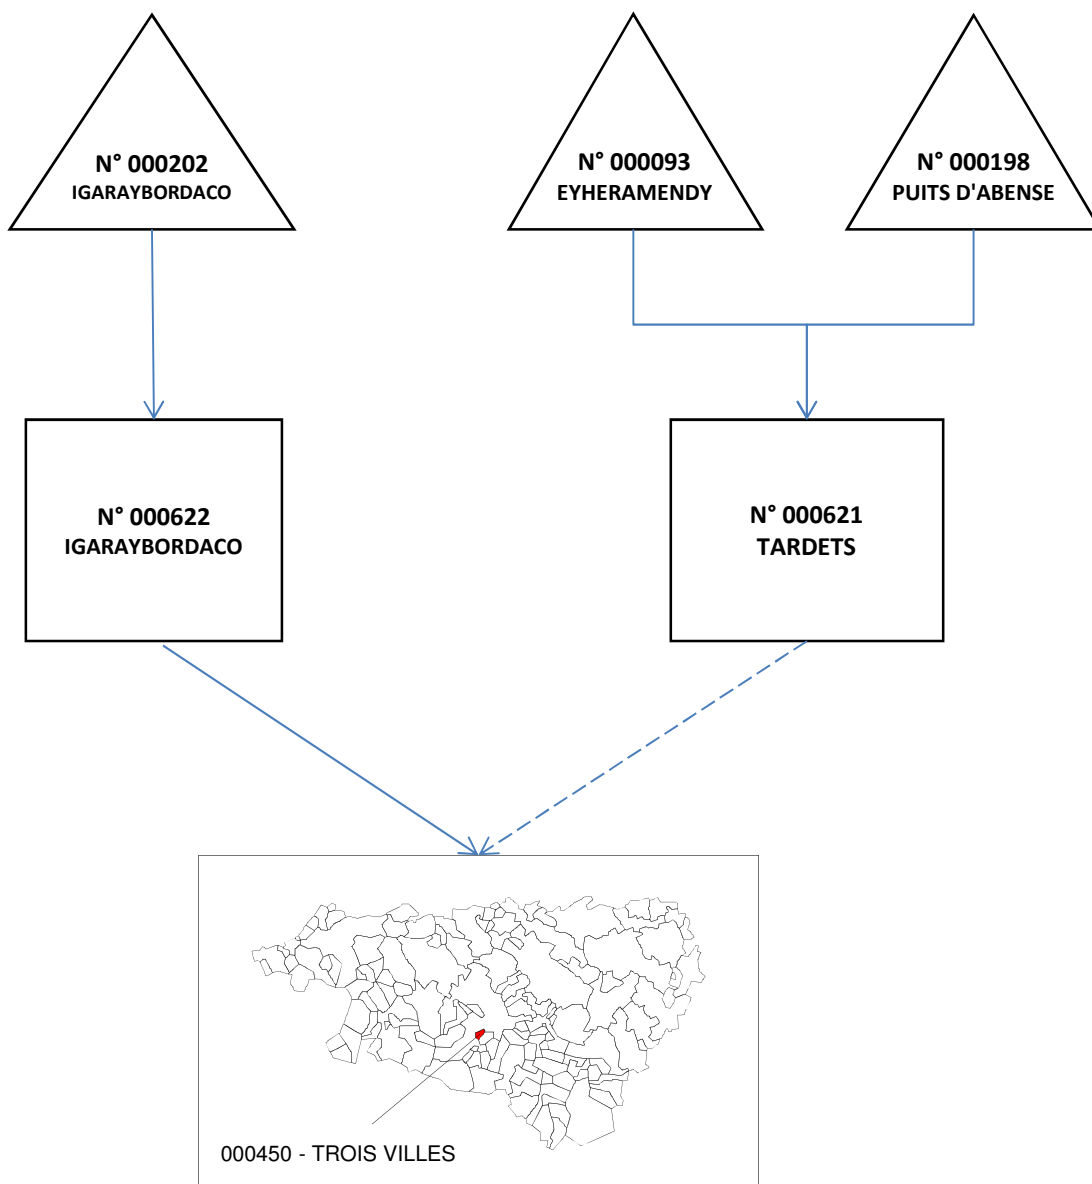 N° 000202
IGARAYBORDACO
N° 000093
EYHERAMENDY
N° 000198
PUITS D'ABENSE
N° 000622
IGARAYBORDACO
N° 000621
TARDETS
000450 - TROIS VILLES